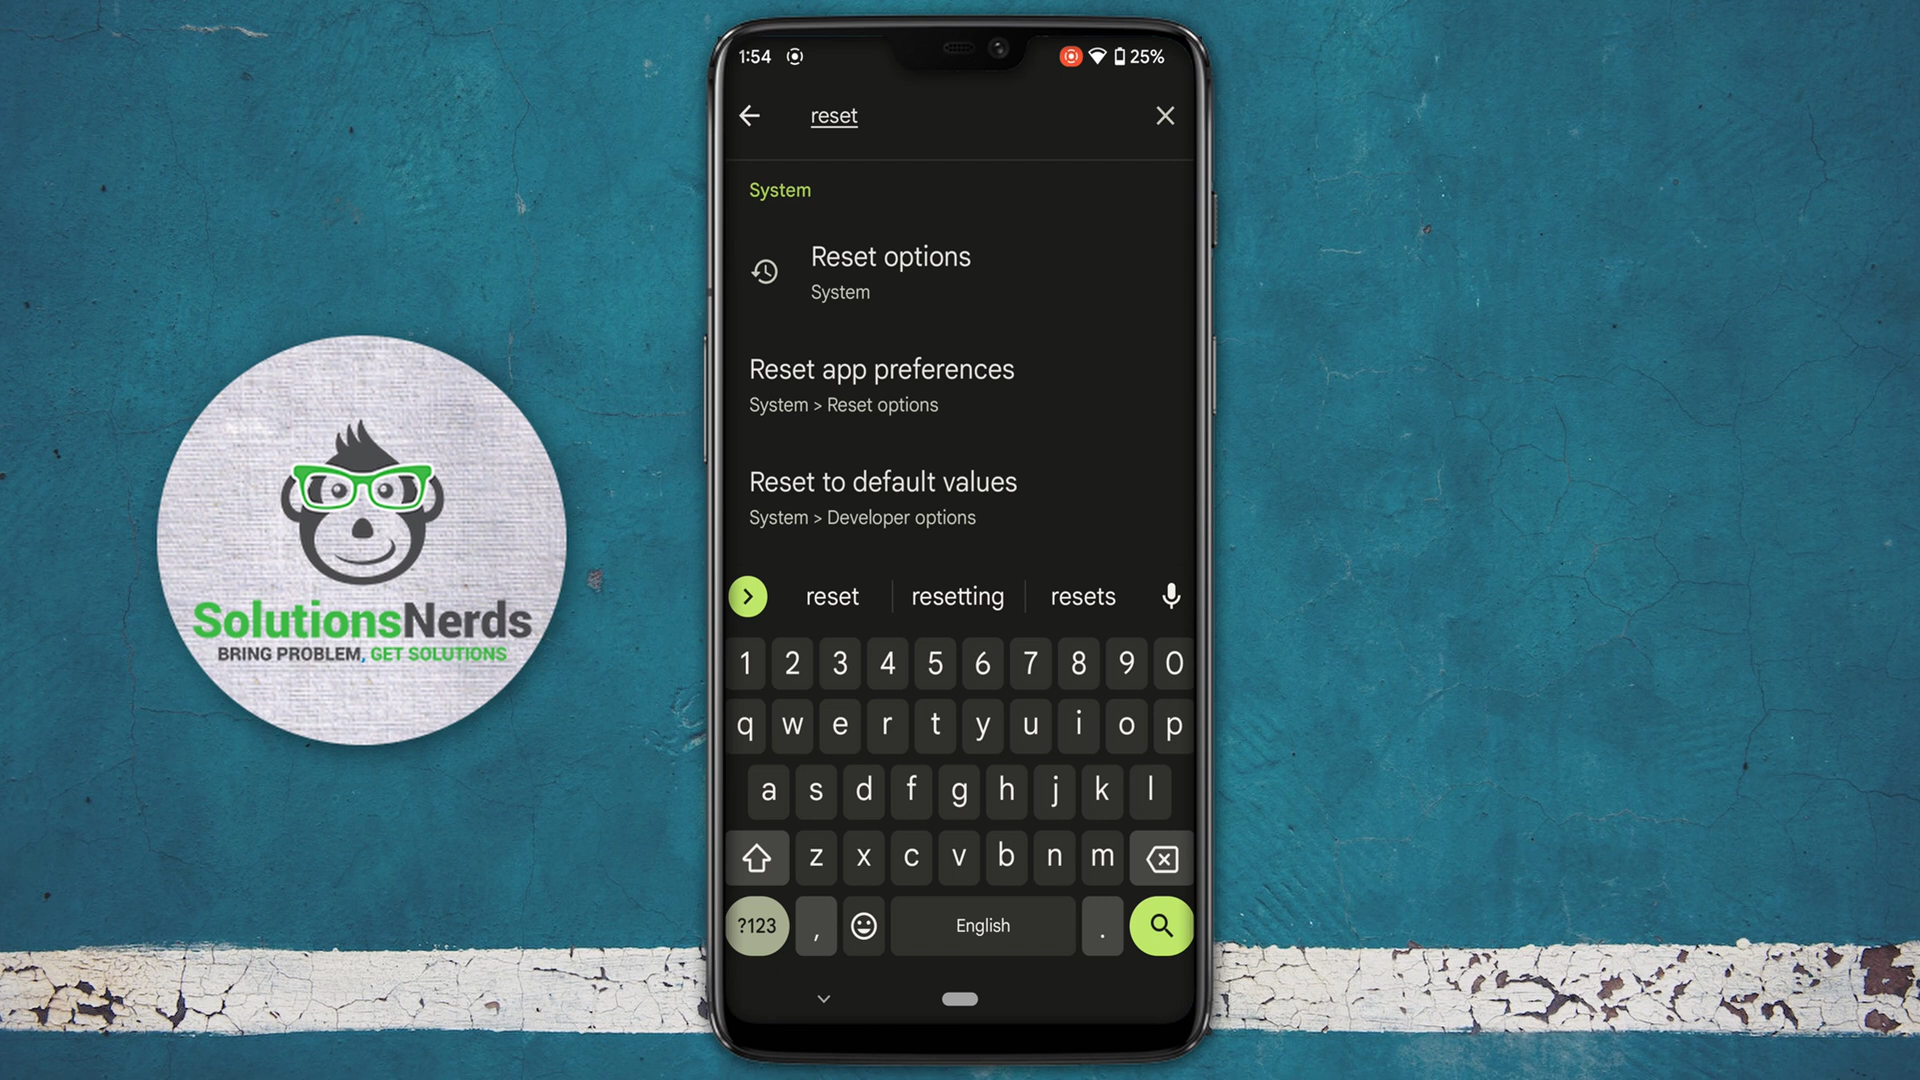 1:54
25%
reset
System
Reset options
System
Reset app preferences
System > Reset options
Reset to default values
System > Developer options
reset resetting resets
1 2 3 4 5 6 7 8 9 0
q w e r t y u i o p
a s d f g h j k l
z x c v b n m
?123 , English .
SolutionsNerds
BRING PROBLEM, GET SOLUTIONS